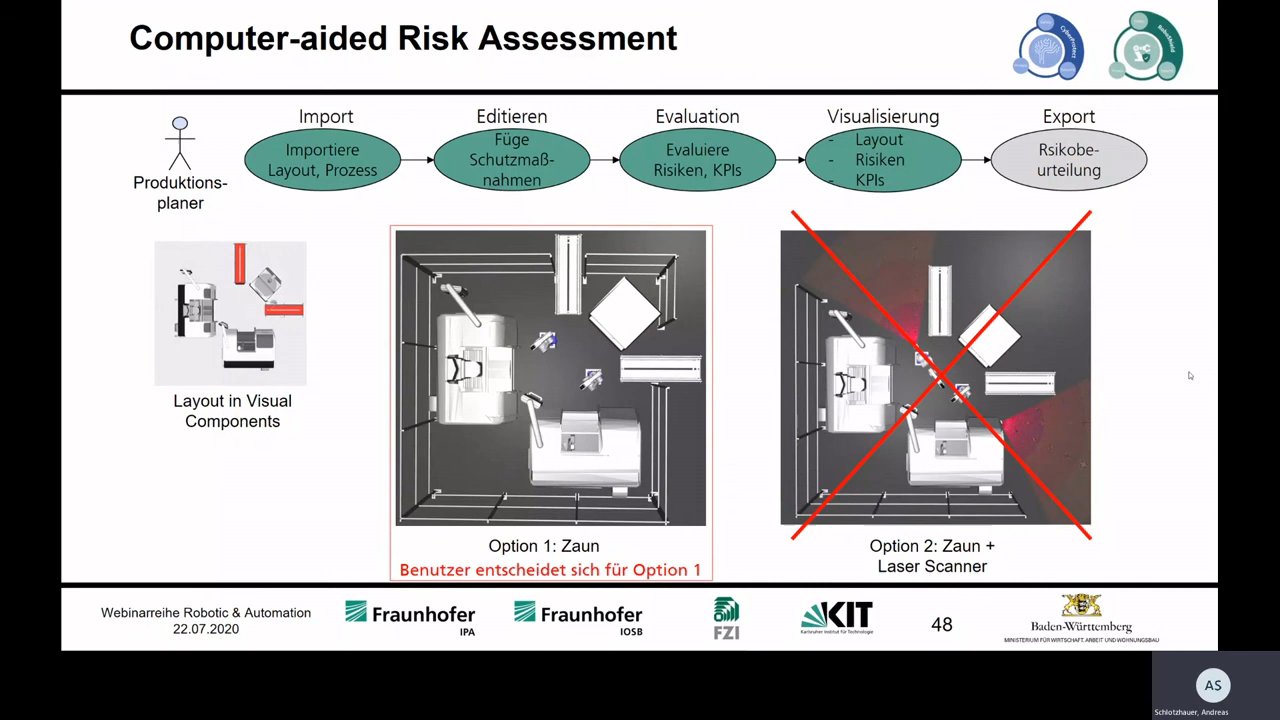 Computer-aided Risk Assessment
Import
Editieren
Evaluation
Visualisierung
Export
Produktions-
planer
Importiere
Layout, Prozess
Füge
Schutzmaß-
nahmen
Evaluiere
Risiken, KPIs
- Layout
- Risiken
- KPIs
Rsikobe-
urteilung
Layout in Visual
Components
Option 1: Zaun
Benutzer entscheidet sich für Option 1
Option 2: Zaun +
Laser Scanner
Webinarreihe Robotic & Automation
22.07.2020
Fraunhofer
IPA
Fraunhofer
IOSB
FZI
KIT
Karlsruher Institut für Technologie
48
Baden-Württemberg
MINISTERIUM FÜR WIRTSCHAFT, ARBEIT UND WOHNUNGSBAU
AS
Schlotzhauer, Andreas